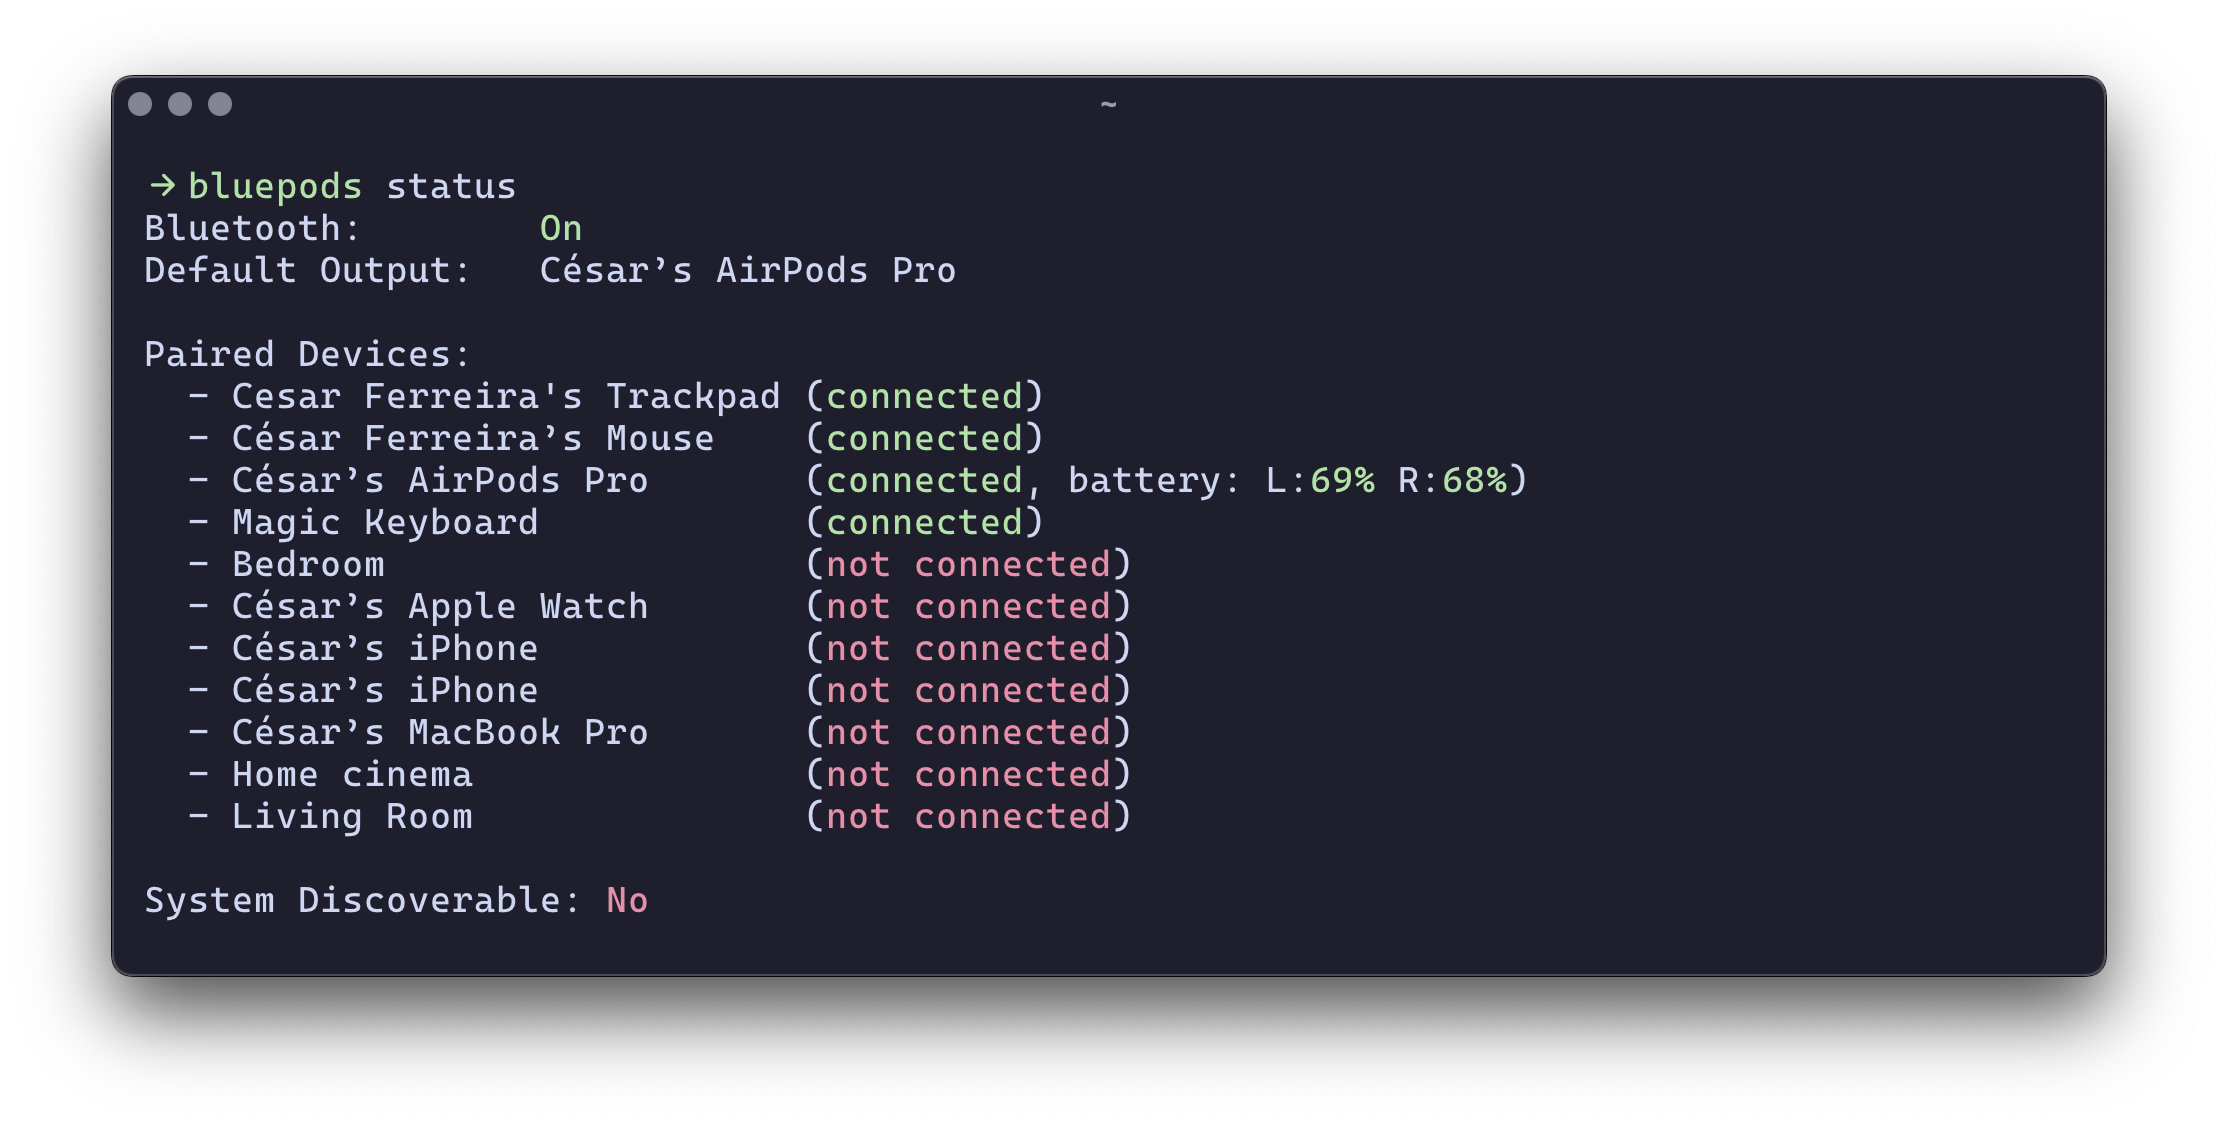 ~
→ bluepods status
Bluetooth:        On
Default Output:   César’s AirPods Pro
Paired Devices:
  - Cesar Ferreira's Trackpad (connected)
  - César Ferreira’s Mouse    (connected)
  - César’s AirPods Pro       (connected, battery: L:69% R:68%)
  - Magic Keyboard            (connected)
  - Bedroom                   (not connected)
  - César’s Apple Watch       (not connected)
  - César’s iPhone            (not connected)
  - César’s iPhone            (not connected)
  - César’s MacBook Pro       (not connected)
  - Home cinema               (not connected)
  - Living Room               (not connected)
System Discoverable: No